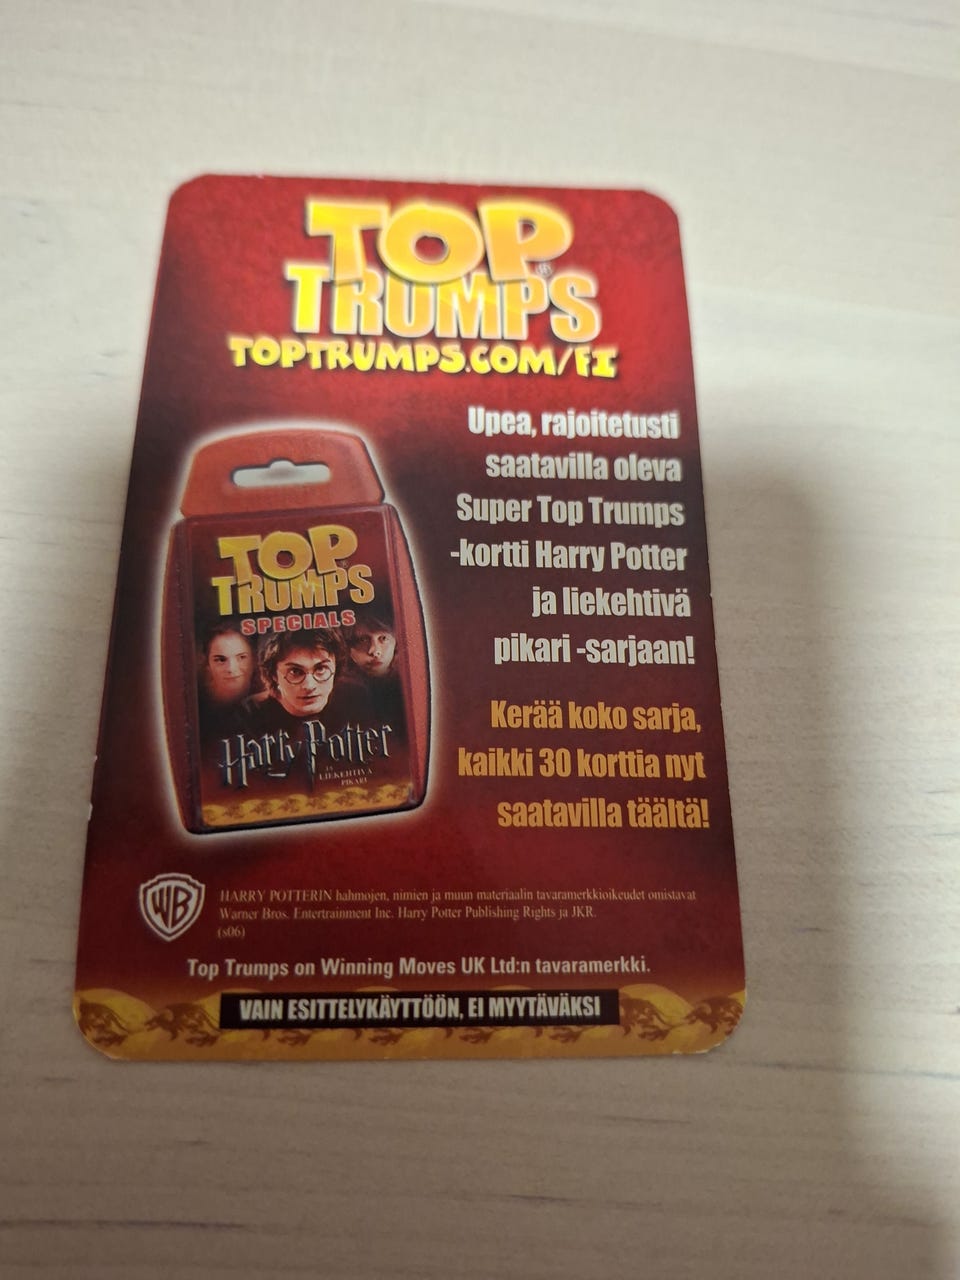 TOP
TRUMPS
TOPTRUMPS.COM/FI
Upea, rajoitetusti
saatavilla oleva
Super Top Trumps
-kortti Harry Potter
ja liekehtivä
pikari -sarjaan!
Kerää koko sarja,
kaikki 30 korttia nyt
saatavilla täältä!
TOP
TRUMPS
SPECIALS
Harry Potter
JA
LIEKEHTIVÄ
PIKARI
WB
HARRY POTTERIN hahmojen, nimien ja muun materiaalin tavaramerkkioikeudet omistavat
Warner Bros. Entertrainment Inc. Harry Potter Publishing Rights ja JKR.
(s06)
Top Trumps on Winning Moves UK Ltd:n tavaramerkki.
VAIN ESITTELYKÄYTTÖÖN, EI MYYTÄVÄKSI